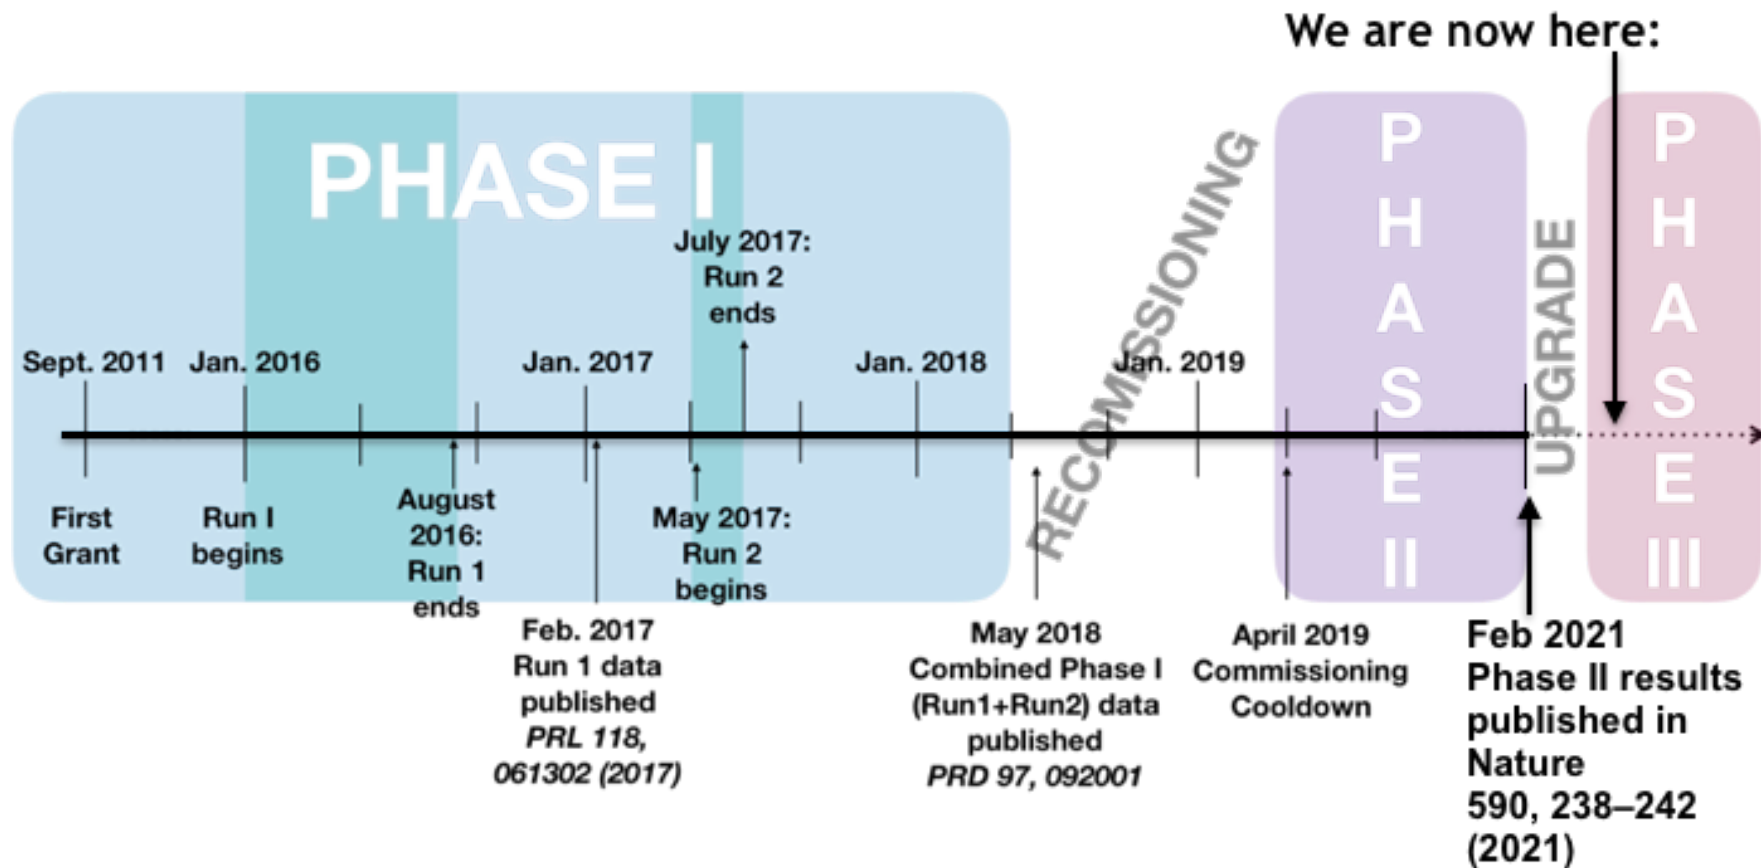 We are now here:
PHASE I
RECOMISSIONING
PHASE II
UPGRADE
PHASE III
July 2017:
Run 2
ends
Sept. 2011
Jan. 2016
Jan. 2017
Jan. 2018
Jan. 2019
First
Grant
Run I
begins
August
2016:
Run 1
ends
May 2017:
Run 2
begins
Feb. 2017
Run 1 data
published
PRL 118,
061302 (2017)
May 2018
Combined Phase I
(Run1+Run2) data
published
PRD 97, 092001
April 2019
Commissioning
Cooldown
Feb 2021
Phase II results
published in
Nature
590, 238–242
(2021)